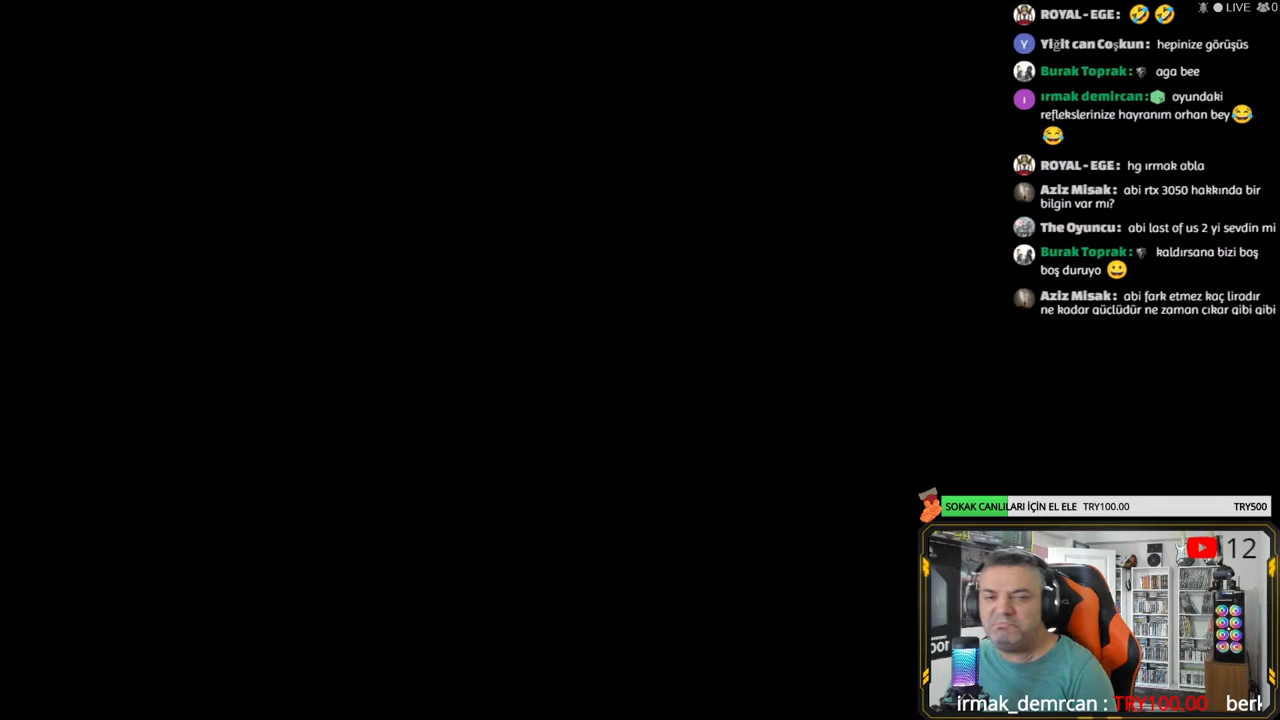 LIVE 0
ROYAL - EGE : 🤣 🤣
Yiğit can Coşkun : hepinize görüşüs
Burak Toprak : aga bee
ırmak demircan : oyundaki
reflekslerinize hayranım orhan bey 😂
😂
ROYAL - EGE : hg ırmak abla
Aziz Misak : abi rtx 3050 hakkında bir
bilgin var mı?
The Oyuncu : abi last of us 2 yi sevdin mi
Burak Toprak : kaldırsana bizi boş
boş duruyo 😀
Aziz Misak : abi fark etmez kaç liradır
ne kadar güçlüdür ne zaman çıkar gibi gibi
SOKAK CANLILARI İÇİN EL ELE TRY100.00 TRY500
12
irmak_demrcan : TRY100.00 berk